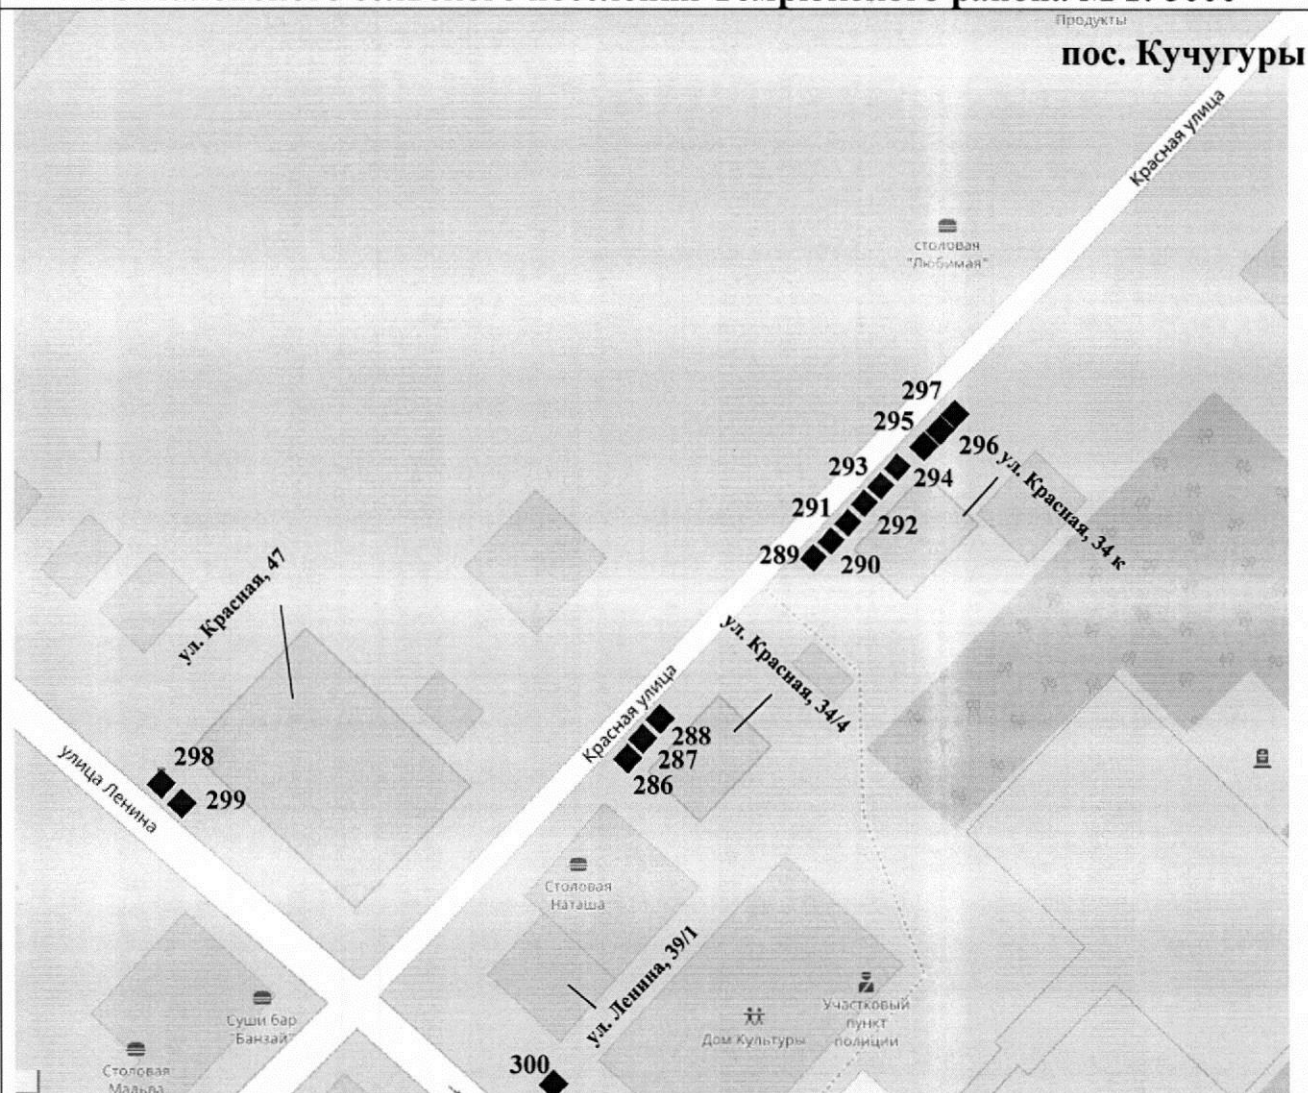 Продукты
пос. Кучугуры
Красная улица
столовая
"Любимая"
297
295
296
293
294
ул. Красная, 34 к
291
292
289
290
ул. Красная, 47
ул. Красная, 34/4
Красная улица
288
287
286
298
299
улица Ленина
Столовая
Наташа
ул. Ленина, 39/1
Суши бар
"Банзай"
Участковый
пункт
полиции
Дом Культуры
300
Столовая
Мальва